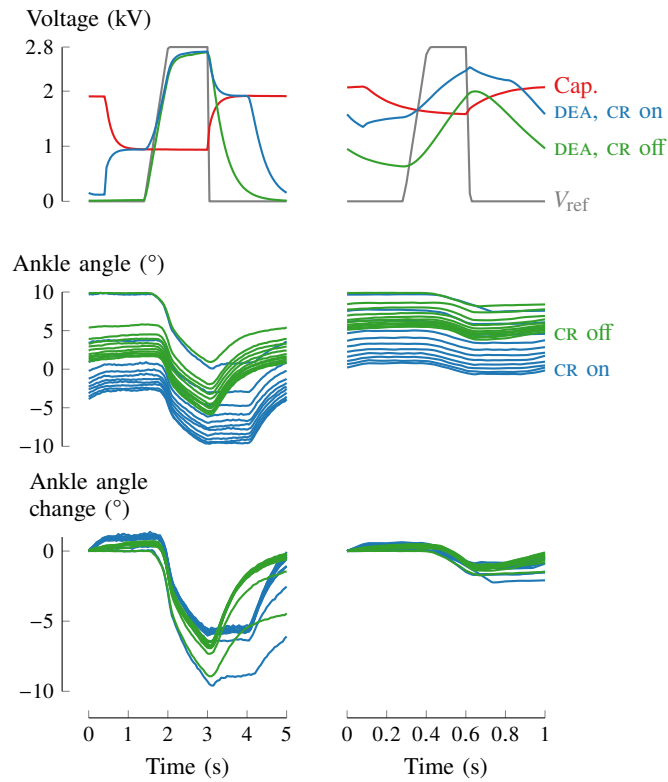 Voltage (kV)
2.8
2
1
0
Cap.
DEA, CR on
DEA, CR off
Vref
Ankle angle (°)
10
5
0
−5
−10
CR off
CR on
Ankle angle
change (°)
0
−5
−10
0 1 2 3 4 5
0 0.2 0.4 0.6 0.8 1
Time (s)
Time (s)